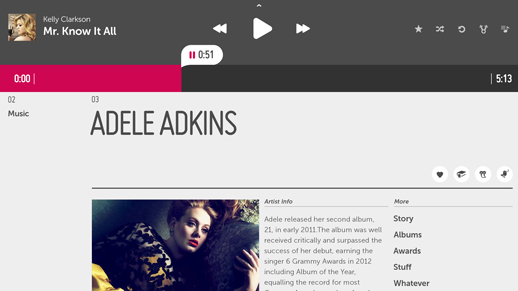 Kelly Clarkson
Mr. Know It All
0:51
0:00
5:13
02
03
Music
ADELE ADKINS
Artist Info
More
Adele released her second album,
21, in early 2011.The album was well
received critically and surpassed the
success of her debut, earning the
singer 6 Grammy Awards in 2012
including Album of the Year,
equalling the record for most
Story
Albums
Awards
Stuff
Whatever